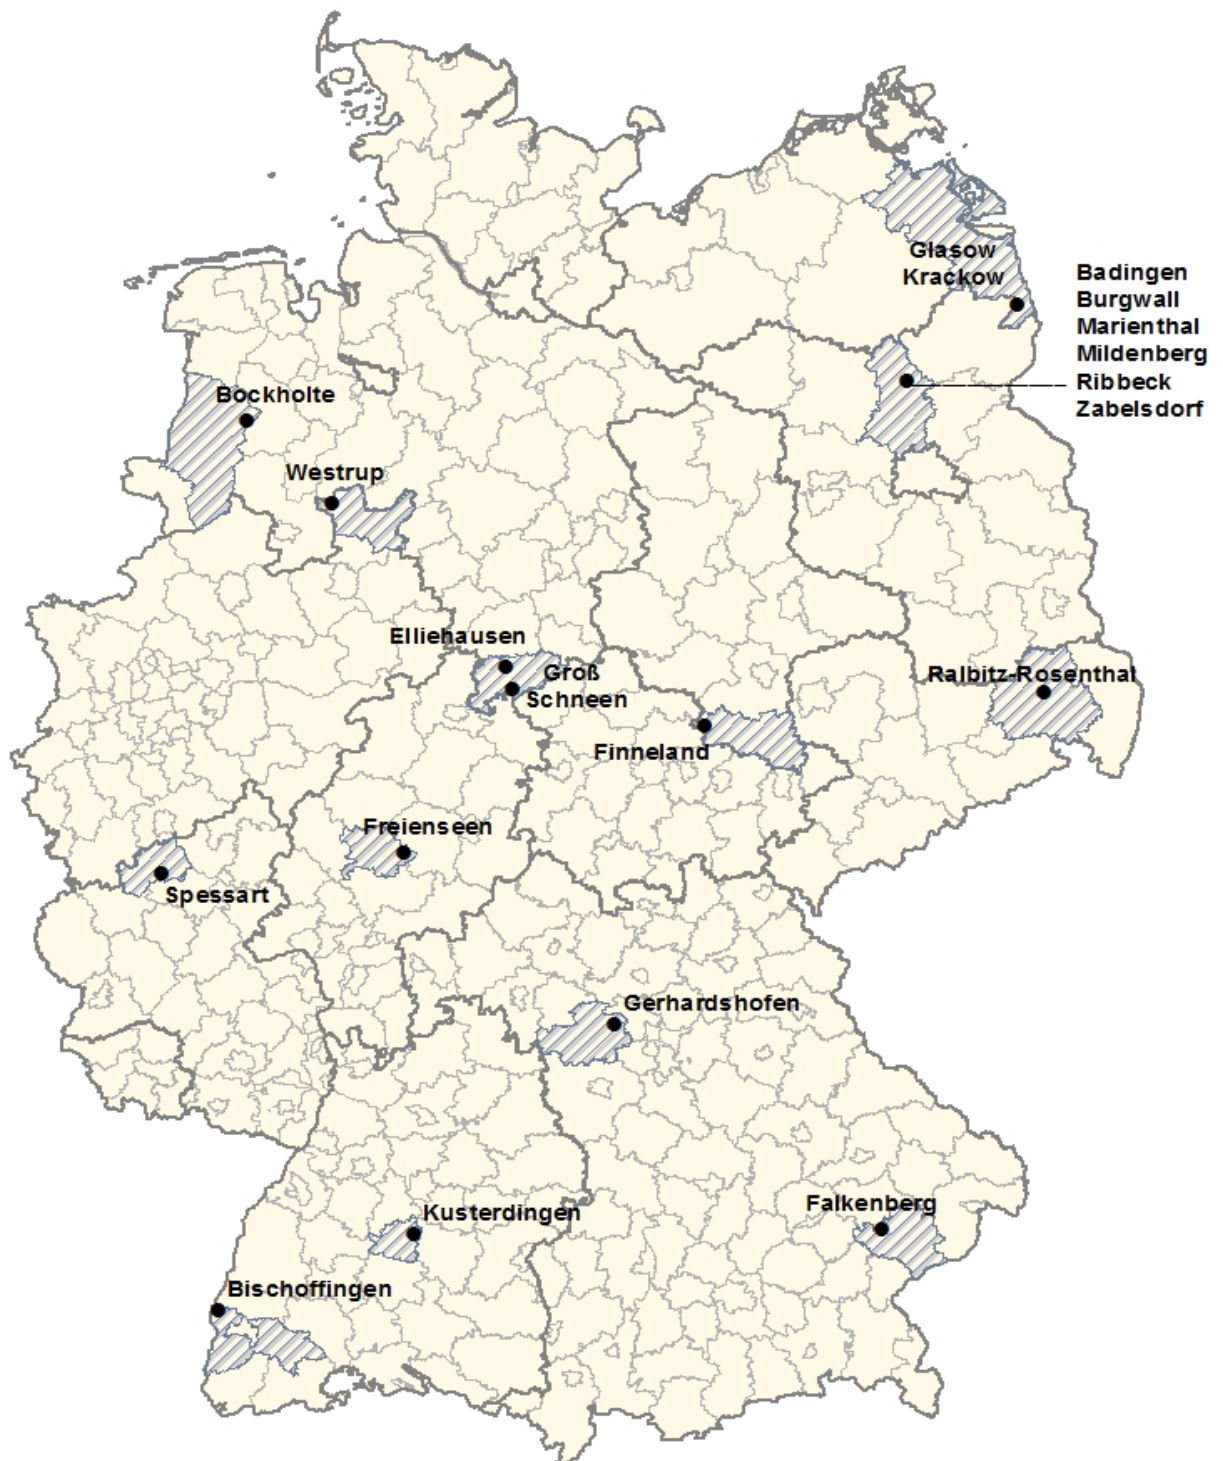 Glasow
Krackow
Badingen
Burgwall
Marienthal
Mildenberg
Ribbeck
Zabelsdorf
Bockholte
Westrup
Elliehausen
Groß
Schneen
Ralbitz-Rosenthal
Finneland
Freienseen
Spessart
Gerhardshofen
Falkenberg
Kusterdingen
Bischoffingen